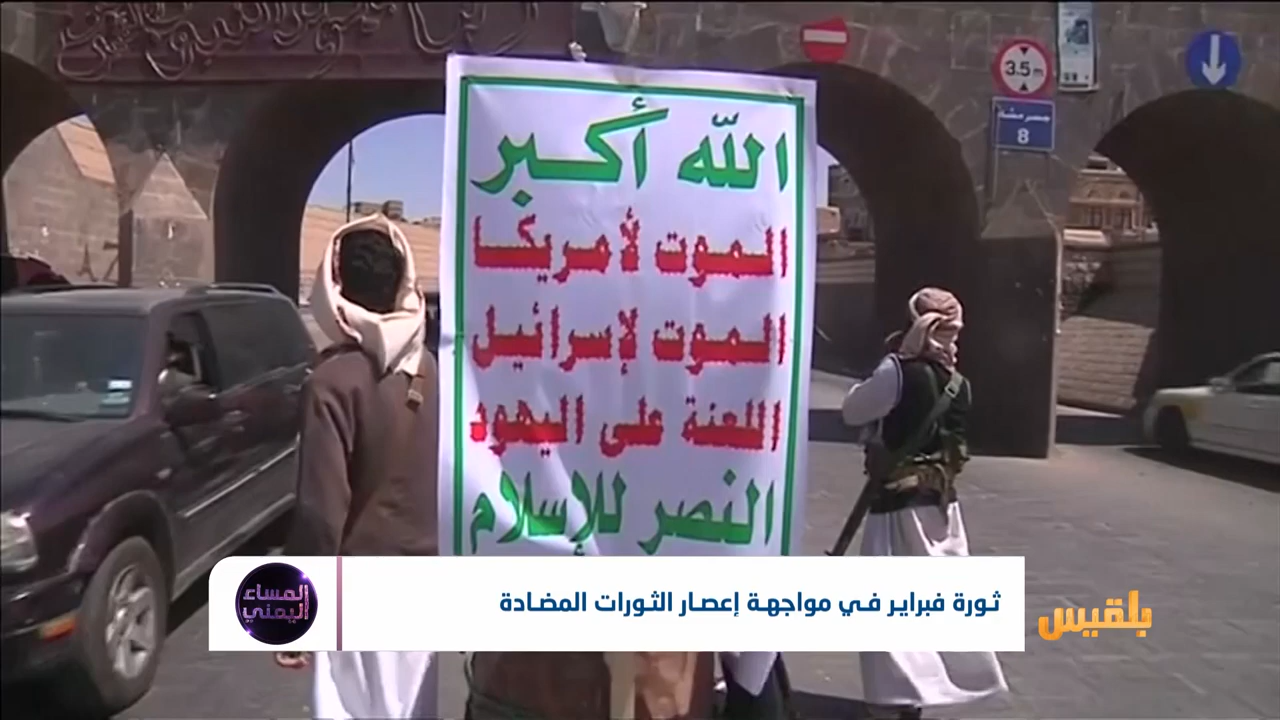 3.5 m
8
الله أكبر
الموت لأمريكا
الموت لإسرائيل
اللعنة على اليهود
النصر للإسلام
ثورة فبراير في مواجهة إعصار الثورات المضادة
المساء
اليمني
بلقيس